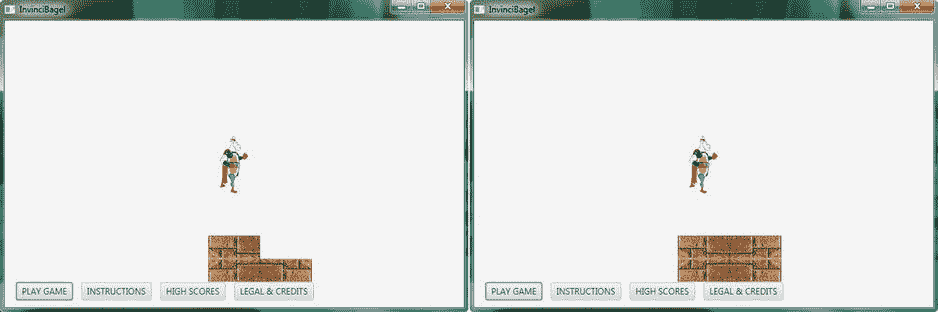 InvinciBagel
PLAY GAME INSTRUCTIONS HIGH SCORES LEGAL & CREDITS
InvinciBagel
PLAY GAME INSTRUCTIONS HIGH SCORES LEGAL & CREDITS